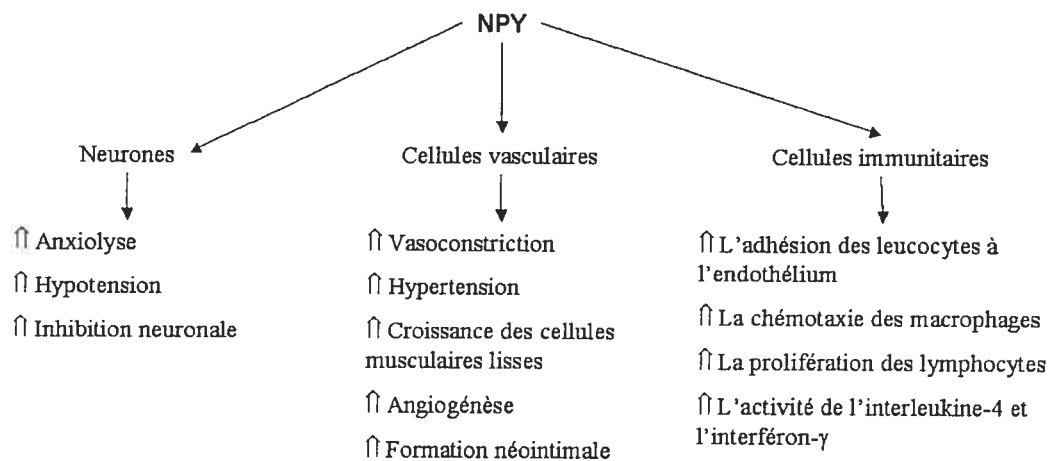 NPY
Neurones
Cellules vasculaires
Cellules immunitaires
⇑ Anxiolyse
⇑ Hypotension
⇑ Inhibition neuronale
⇑ Vasoconstriction
⇑ Hypertension
⇑ Croissance des cellules
musculaires lisses
⇑ Angiogénèse
⇑ Formation néointimale
⇑ L'adhésion des leucocytes à
l'endothélium
⇑ La chémotaxie des macrophages
⇑ La prolifération des lymphocytes
⇑ L'activité de l'interleukine-4 et
l'interféron-γ